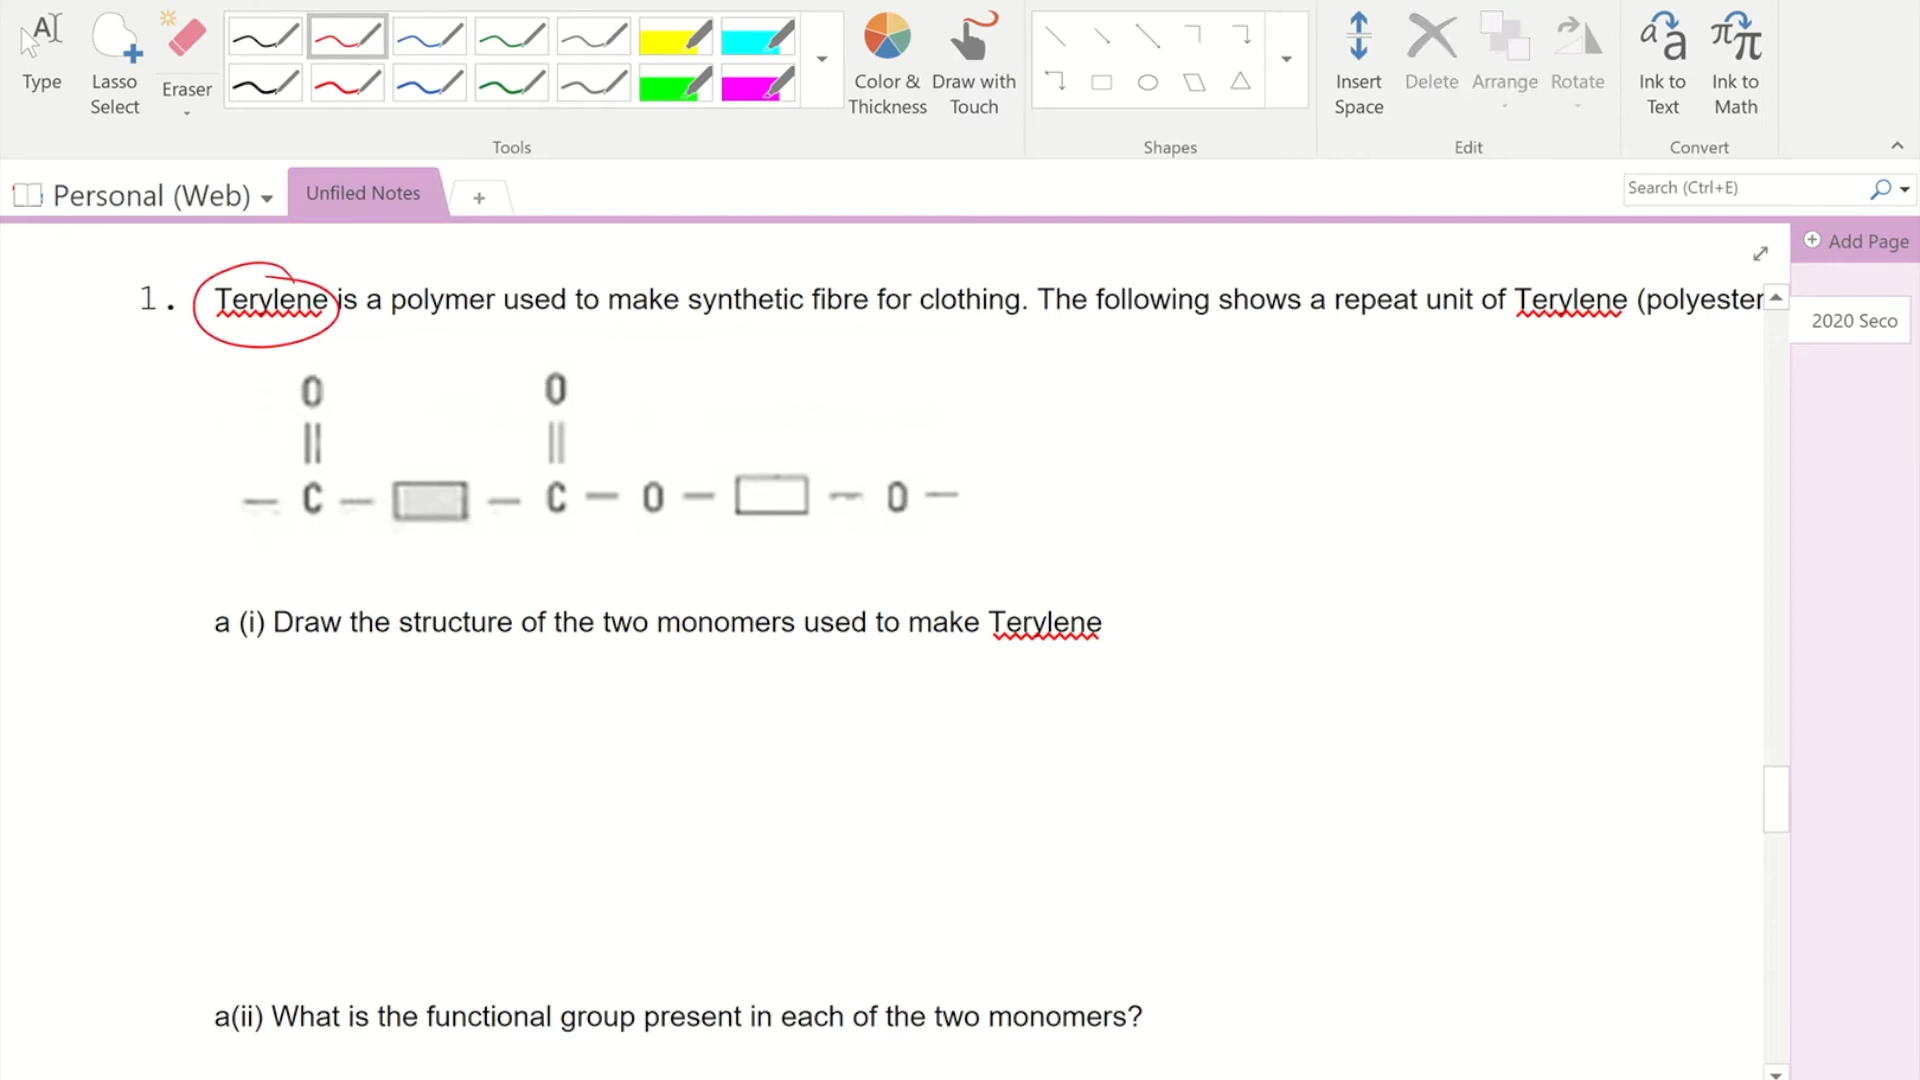 Type
Lasso
Select
Eraser
Color &
Thickness
Draw with
Touch
Insert
Space
Delete
Arrange
Rotate
Ink to
Text
Ink to
Math
Tools
Shapes
Edit
Convert
Personal (Web)
Unfiled Notes
+
Search (Ctrl+E)
Add Page
2020 Seco
1. Terylene is a polymer used to make synthetic fibre for clothing. The following shows a repeat unit of Terylene (polyester
O O
|| ||
— C — — C — O — — O —
a (i) Draw the structure of the two monomers used to make Terylene
a(ii) What is the functional group present in each of the two monomers?